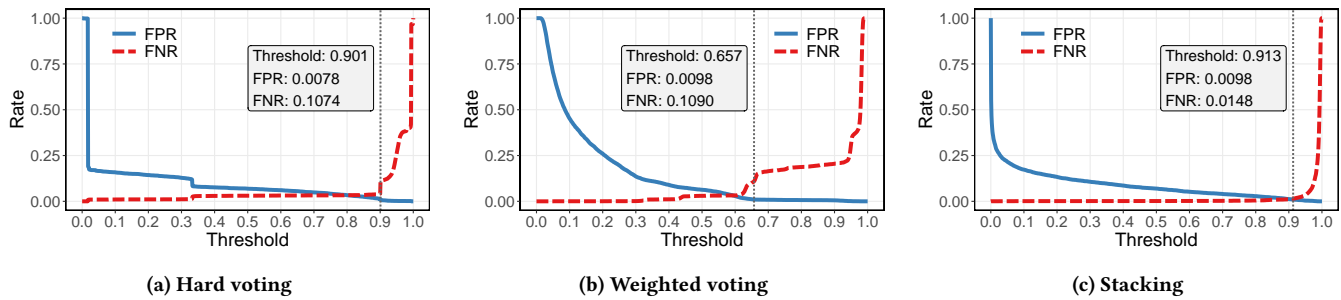 1.00
0.75
0.50
0.25
0.00
Rate
FPR
FNR
Threshold: 0.901
FPR: 0.0078
FNR: 0.1074
0.0 0.1 0.2 0.3 0.4 0.5 0.6 0.7 0.8 0.9 1.0
Threshold
(a) Hard voting
1.00
0.75
0.50
0.25
0.00
Rate
FPR
FNR
Threshold: 0.657
FPR: 0.0098
FNR: 0.1090
0.0 0.1 0.2 0.3 0.4 0.5 0.6 0.7 0.8 0.9 1.0
Threshold
(b) Weighted voting
1.00
0.75
0.50
0.25
0.00
Rate
FPR
FNR
Threshold: 0.913
FPR: 0.0098
FNR: 0.0148
0.0 0.1 0.2 0.3 0.4 0.5 0.6 0.7 0.8 0.9 1.0
Threshold
(c) Stacking